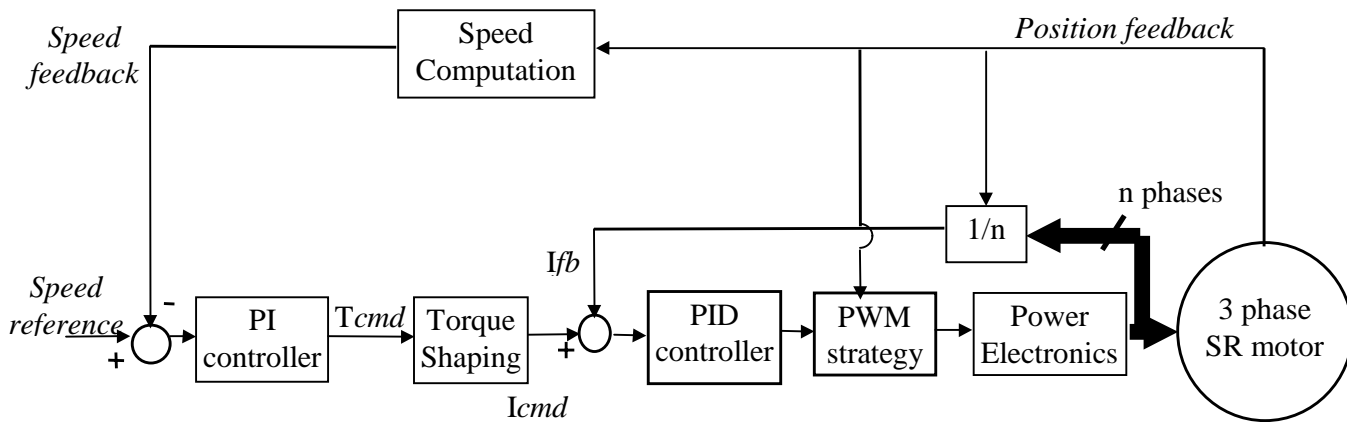 Speed
feedback
Speed
Computation
Position feedback
n phases
1/n
Ifb
Speed
reference
-
+
PI
controller
Tcmd
Torque
Shaping
Icmd
+
PID
controller
PWM
strategy
Power
Electronics
3 phase
SR motor